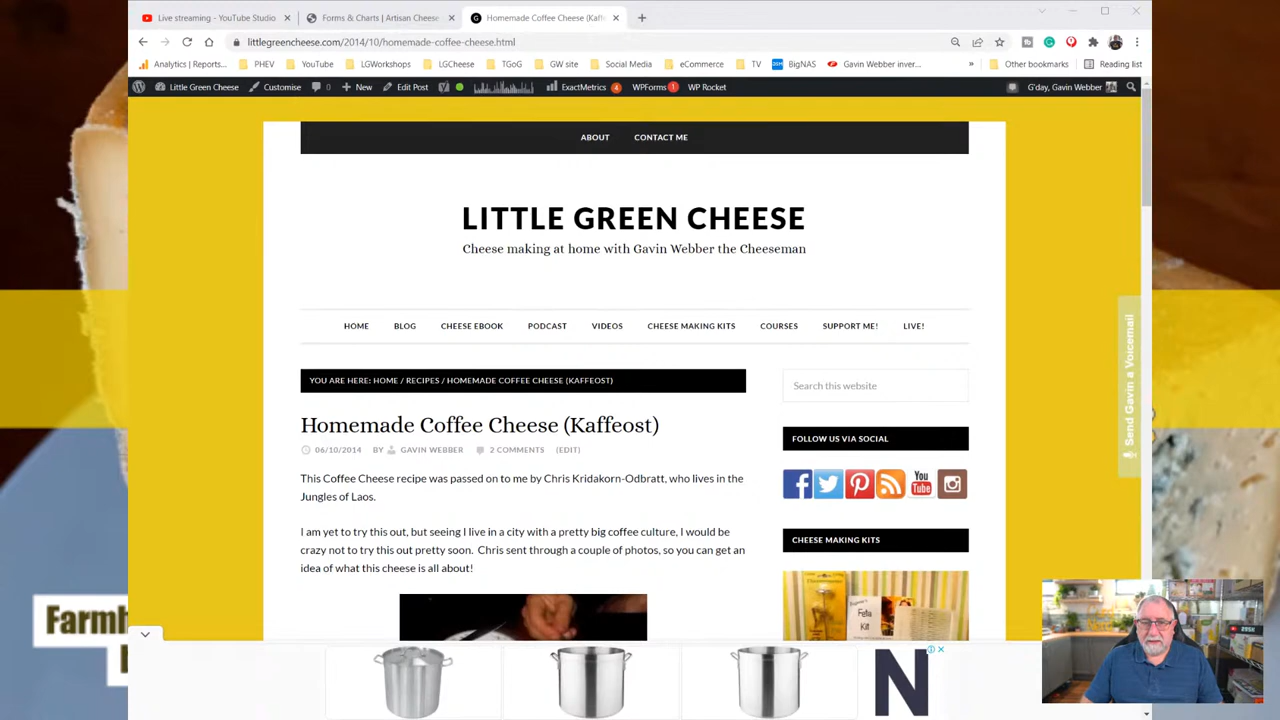 Live streaming - YouTube Studio
Forms & Charts | Artisan Cheese
Homemade Coffee Cheese (Kaff
littlegreencheese.com/2014/10/homemade-coffee-cheese.html
Analytics | Reports...
PHEV
YouTube
LGWorkshops
LGCheese
TGoG
GW site
Social Media
eCommerce
TV
BigNAS
Gavin Webber inver...
»
Other bookmarks
Reading list
Little Green Cheese
Customise
0
New
Edit Post
ExactMetrics
4
WPForms
1
WP Rocket
G'day, Gavin Webber
ABOUT
CONTACT ME
LITTLE GREEN CHEESE
Cheese making at home with Gavin Webber the Cheeseman
HOME
BLOG
CHEESE EBOOK
PODCAST
VIDEOS
CHEESE MAKING KITS
COURSES
SUPPORT ME!
LIVE!
YOU ARE HERE: HOME / RECIPES / HOMEMADE COFFEE CHEESE (KAFFEOST)
Homemade Coffee Cheese (Kaffeost)
06/10/2014 BY GAVIN WEBBER 2 COMMENTS (EDIT)
This Coffee Cheese recipe was passed on to me by Chris Kridakorn-Odbratt, who lives in the
Jungles of Laos.
I am yet to try this out, but seeing I live in a city with a pretty big coffee culture, I would be
crazy not to try this out pretty soon. Chris sent through a couple of photos, so you can get an
idea of what this cheese is all about!
Search this website
FOLLOW US VIA SOCIAL
You
Tube
CHEESE MAKING KITS
Feta
Kit
Send Gavin a Voicemail
Farmh
N